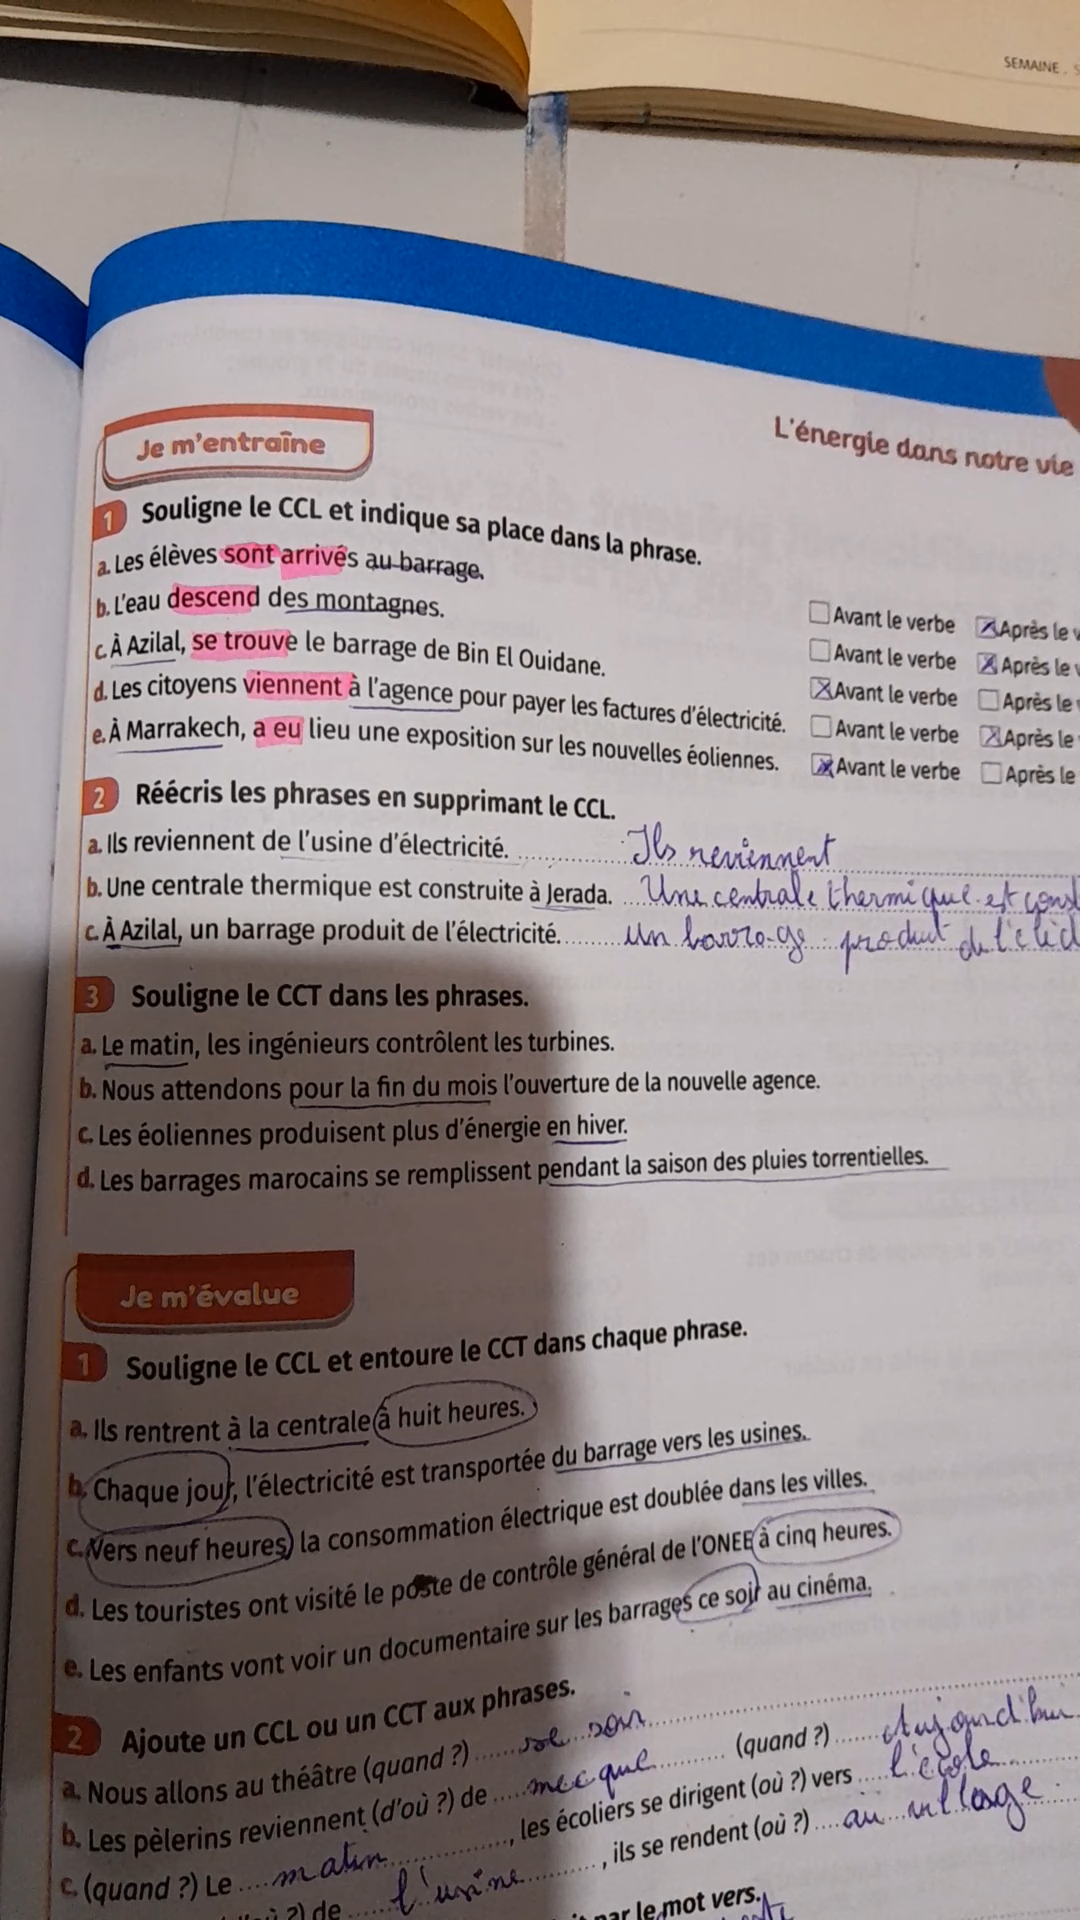 SEMAINE
L'énergie dans notre vie
Je m'entraîne
1 Souligne le CCL et indique sa place dans la phrase.
a. Les élèves sont arrivés au barrage. ☐ Avant le verbe ☒ Après le
b. L'eau descend des montagnes. ☐ Avant le verbe ☒ Après le
c. À Azilal, se trouve le barrage de Bin El Ouidane. ☒ Avant le verbe ☐ Après le
d. Les citoyens viennent à l'agence pour payer les factures d'électricité. ☐ Avant le verbe ☒ Après le
e. À Marrakech, a eu lieu une exposition sur les nouvelles éoliennes. ☒ Avant le verbe ☐ Après le
2 Réécris les phrases en supprimant le CCL.
a. Ils reviennent de l'usine d'électricité. Ils reviennent
b. Une centrale thermique est construite à Jerada. Une centrale thermique est const
c. À Azilal, un barrage produit de l'électricité. un barrage produit de l'
3 Souligne le CCT dans les phrases.
a. Le matin, les ingénieurs contrôlent les turbines.
b. Nous attendons pour la fin du mois l'ouverture de la nouvelle agence.
c. Les éoliennes produisent plus d'énergie en hiver.
d. Les barrages marocains se remplissent pendant la saison des pluies torrentielles.
Je m'évalue
1 Souligne le CCL et entoure le CCT dans chaque phrase.
a. Ils rentrent à la centrale à huit heures.
b. Chaque jour, l'électricité est transportée du barrage vers les usines.
c. Vers neuf heures, la consommation électrique est doublée dans les villes.
d. Les touristes ont visité le poste de contrôle général de l'ONEE à cinq heures.
e. Les enfants vont voir un documentaire sur les barrages ce soir au cinéma.
2 Ajoute un CCL ou un CCT aux phrases.
a. Nous allons au théâtre (quand ?) soir
b. Les pèlerins reviennent (d'où ?) de mecque (quand ?) Aujourd'hui
c. (quand ?) Le matin, les écoliers se dirigent (où ?) vers l'école
?) de l'usine, ils se rendent (où ?) au village
par le mot vers.